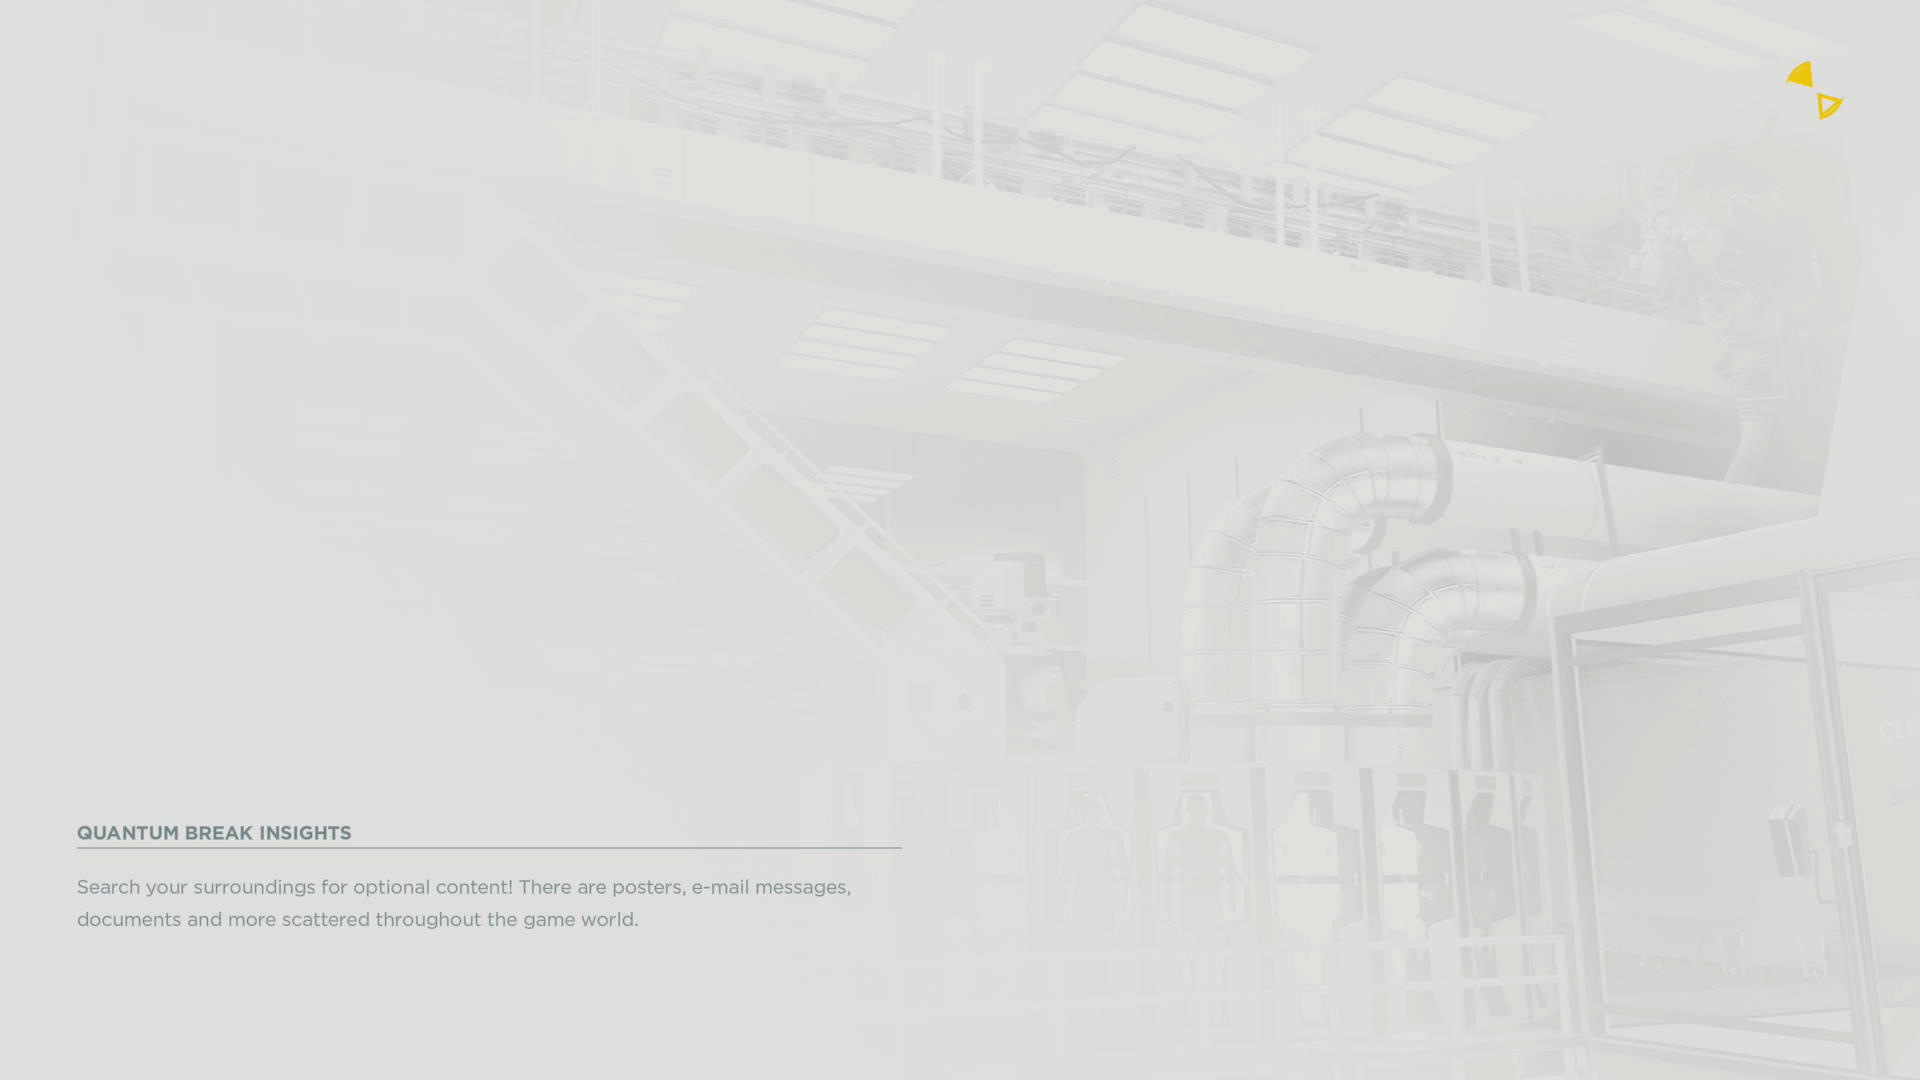 QUANTUM BREAK INSIGHTS
Search your surroundings for optional content! There are posters, e-mail messages,
documents and more scattered throughout the game world.